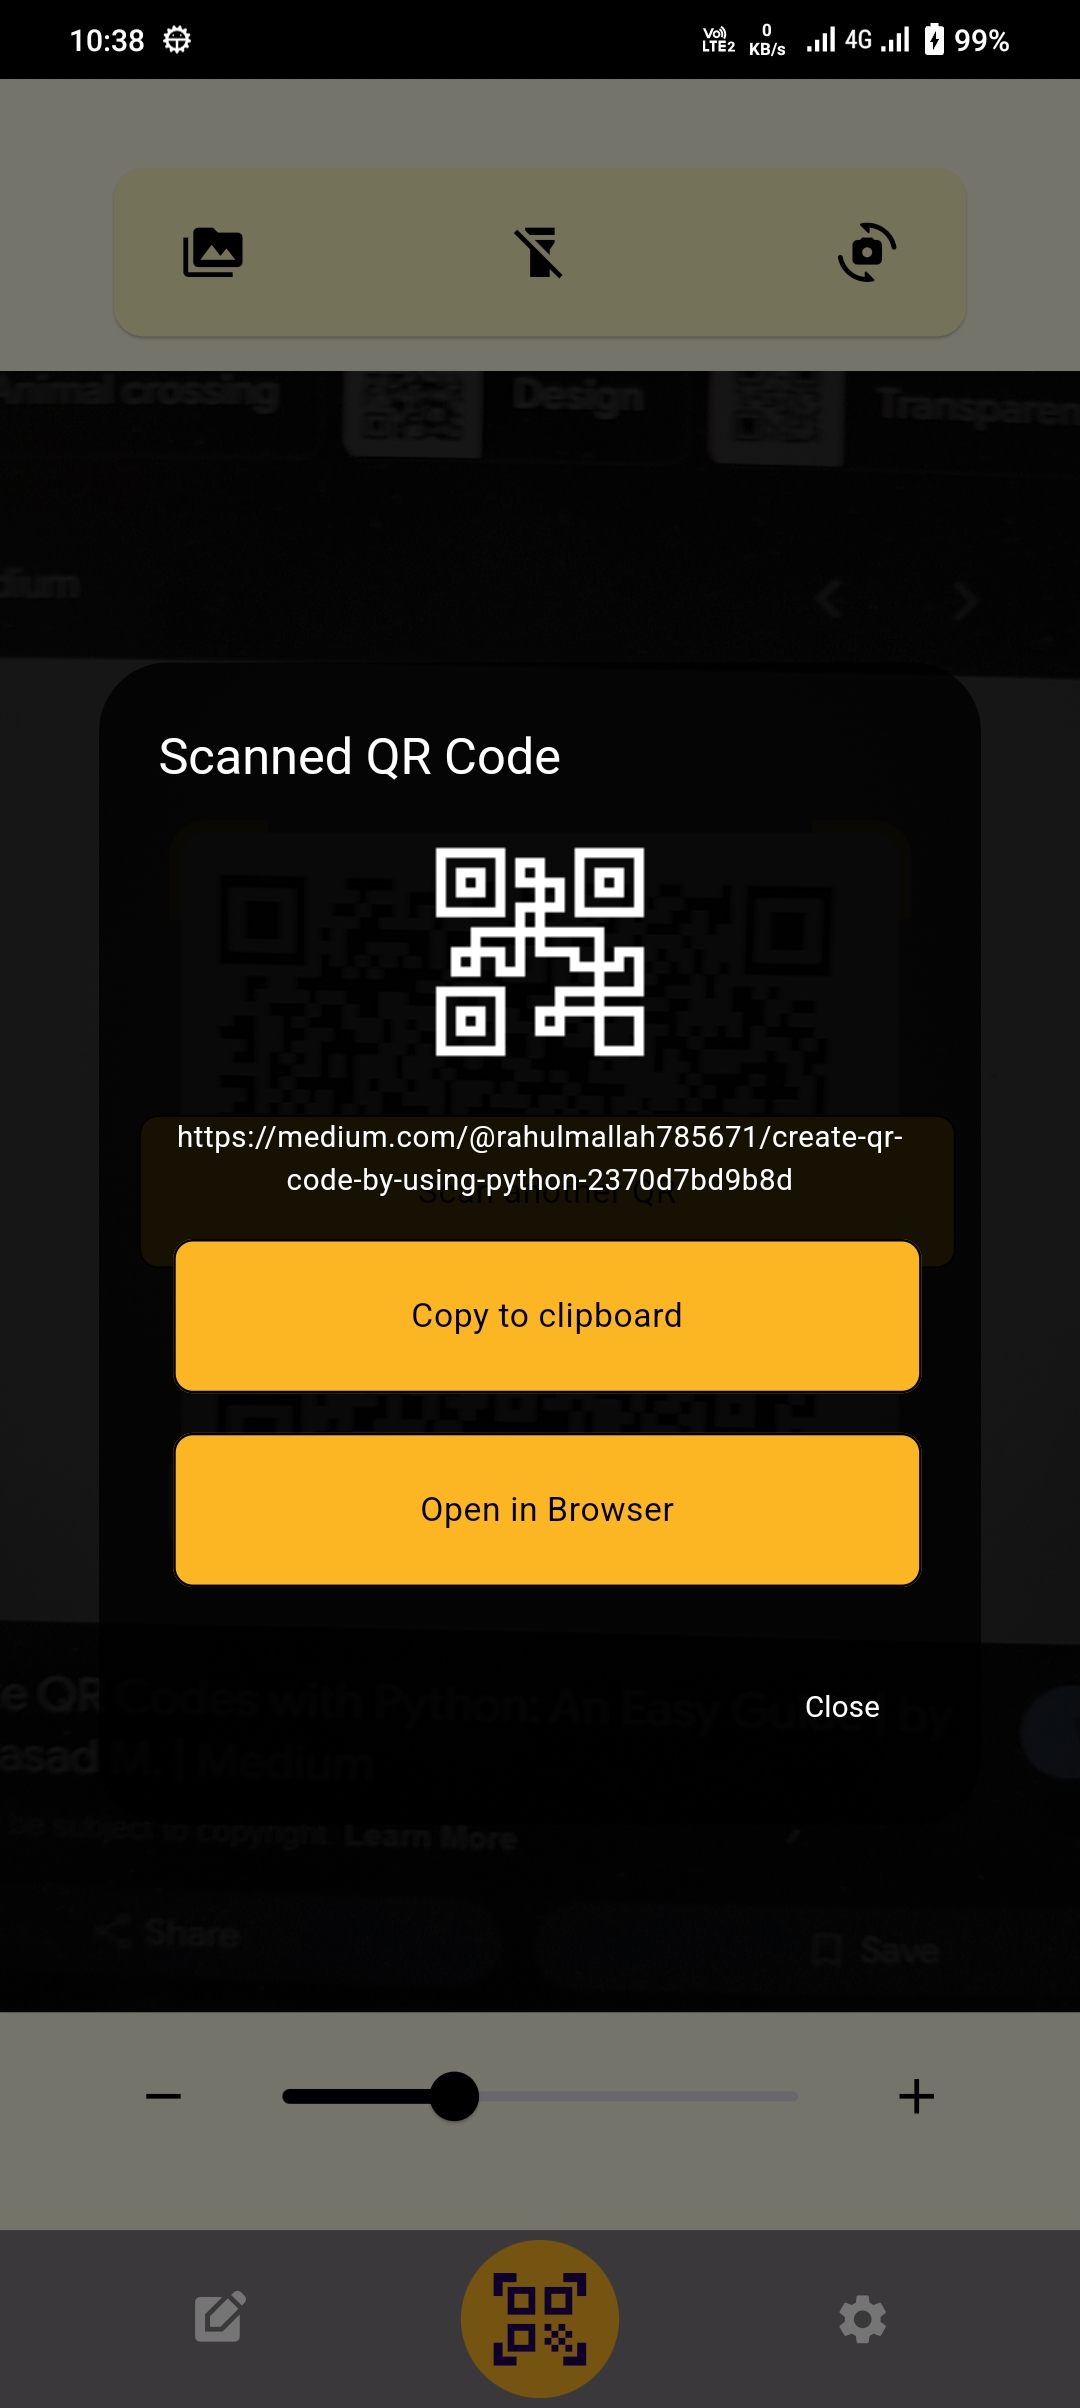 10:38
Vo) 0
LTE2 KB/s 4G 99%
Animal crossing Design
dium
Scanned QR Code
https://medium.com/@rahulmallah785671/create-qr-
code-by-using-python-2370d7bd9b8d
Scan another QR
Copy to clipboard
Open in Browser
e QR Codes with Python: An Easy by
asad M. | Medium
Close
be subject to copyright. Learn More
Share Save